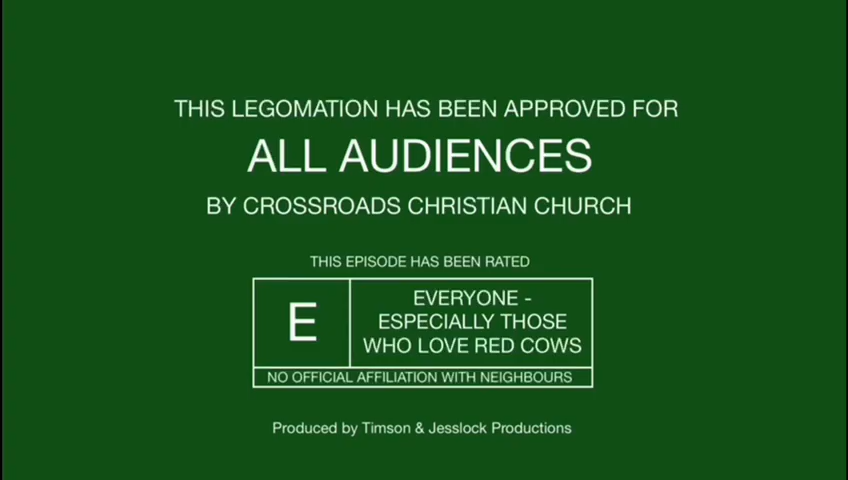 THIS LEGOMATION HAS BEEN APPROVED FOR
ALL AUDIENCES
BY CROSSROADS CHRISTIAN CHURCH
THIS EPISODE HAS BEEN RATED
E
EVERYONE -
ESPECIALLY THOSE
WHO LOVE RED COWS
NO OFFICIAL AFFILIATION WITH NEIGHBOURS
Produced by Timson & Jesslock Productions